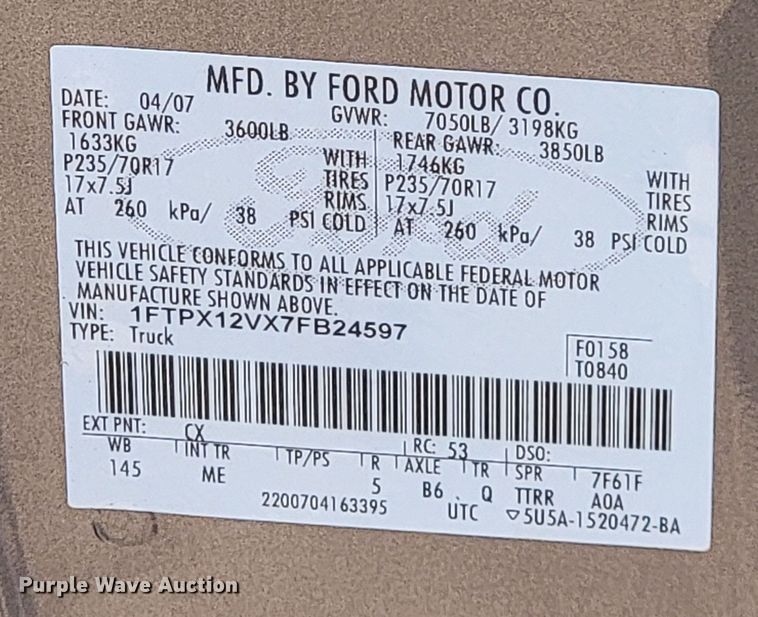 MFD. BY FORD MOTOR CO.
DATE: 04/07 GVWR: 7050LB/ 3198KG
FRONT GAWR: 3600LB REAR GAWR: 3850LB
1633KG WITH 1746KG WITH
P235/70R17 TIRES P235/70R17 TIRES
17x7.5J RIMS 17x7.5J RIMS
AT 260 kPa/ 38 PSI COLD AT 260 kPa/ 38 PSI COLD
THIS VEHICLE CONFORMS TO ALL APPLICABLE FEDERAL MOTOR
VEHICLE SAFETY STANDARDS IN EFFECT ON THE DATE OF
MANUFACTURE SHOWN ABOVE.
VIN: 1FTPX12VX7FB24597
TYPE: Truck
F0158
T0840
EXT PNT: CX RC: 53 DSO:
WB INT TR TP/PS R AXLE TR SPR 7F61F
145 ME 5 B6 Q TTRR A0A
2200704163395 UTC ▽5U5A-1520472-BA
Purple Wave Auction